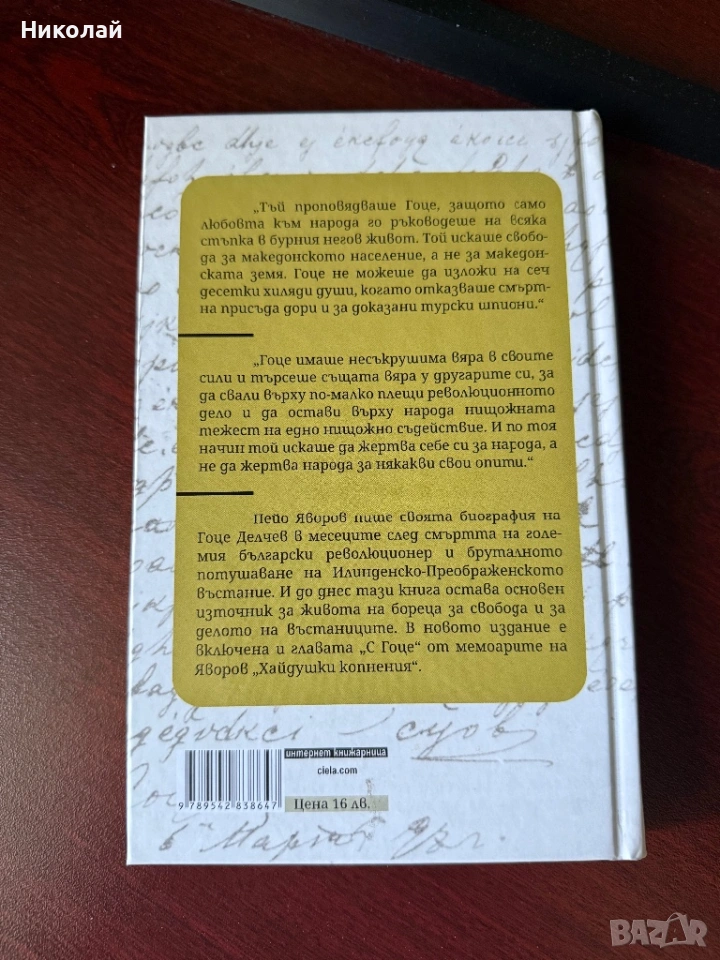 Николай
„Тъй проповядваше Гоце, защото само
любовта към народа го ръководеше на всяка
стъпка в бурния негов живот. Той искаше свобо-
да за македонското население, а не за македон-
ската земя. Гоце не можеше да изложи на сеч
десетки хиляди души, когато отказваше смърт-
на присъда дори и за доказани турски шпиони.“
„Гоце имаше несъкрушима вяра в своите
сили и търсеше същата вяра у другарите си, за
да свали върху по-малко плещи революционното
дело и да остави върху народа нищожната
тежест на едно нищожно съдействие. И по тоя
начин той искаше да жертва себе си за народа, а
не да жертва народа за някакви свои опити.“
Пейо Яворов пише своята биография на
Гоце Делчев в месеците след смъртта на голе-
мия български революционер и бруталното
потушаване на Илинденско-Преображенското
въстание. И до днес тази книга остава основен
източник за живота на бореца за свобода и за
делото на въстаниците. В новото издание е
включена и главата „С Гоце“ от мемоарите на
Яворов „Хайдушки копнения“.
интернет книжарница
ciela.com
9 789542 838647
Цена 16 лв.
Мартъ
BAZAR